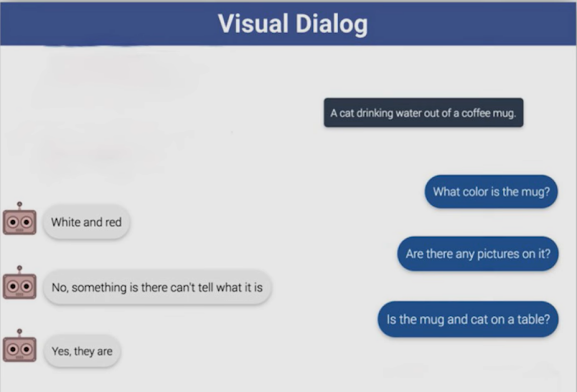 Visual Dialog
A cat drinking water out of a coffee mug.
What color is the mug?
White and red
Are there any pictures on it?
No, something is there can't tell what it is
Is the mug and cat on a table?
Yes, they are